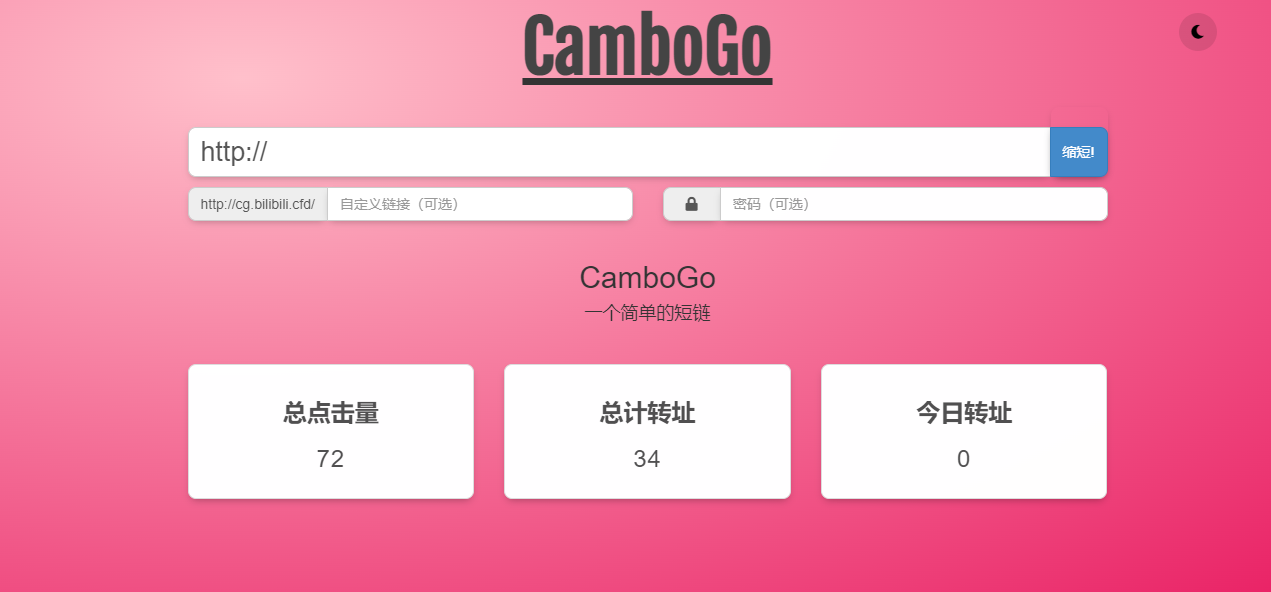 CamboGo
http://
缩短!
http://cg.bilibili.cfd/
自定义链接（可选）
密码（可选）
CamboGo
一个简单的短链
总点击量
72
总计转址
34
今日转址
0